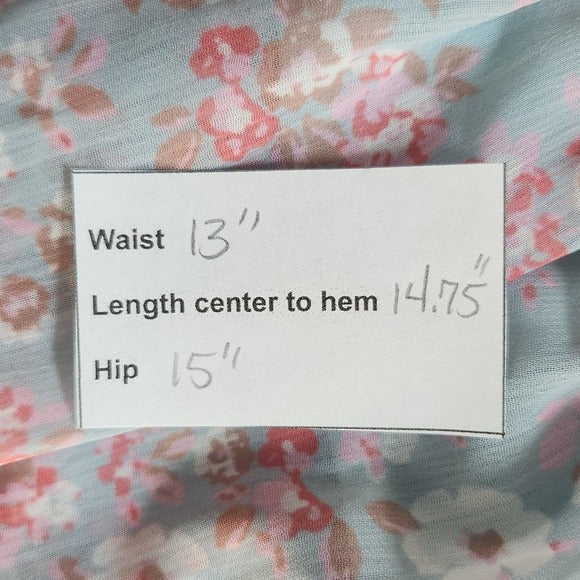 Waist 13"
Length center to hem 14.75"
Hip 15"